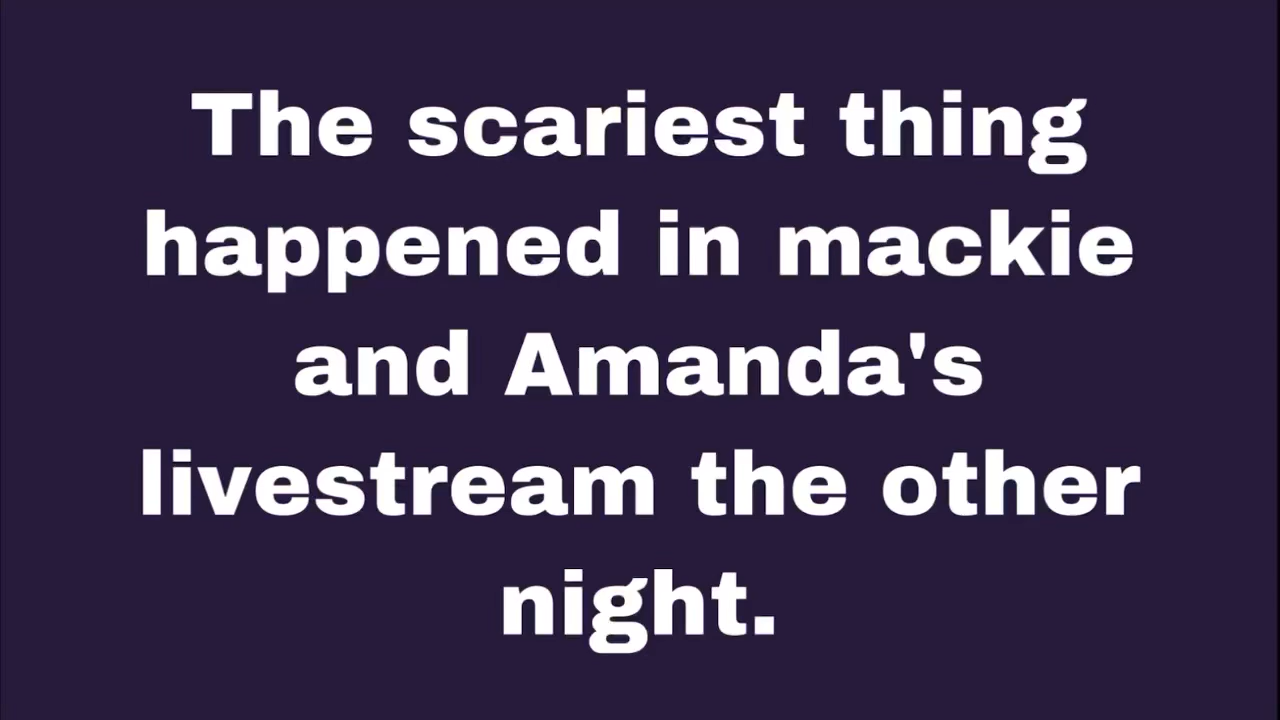 The scariest thing
happened in mackie
and Amanda's
livestream the other
night.